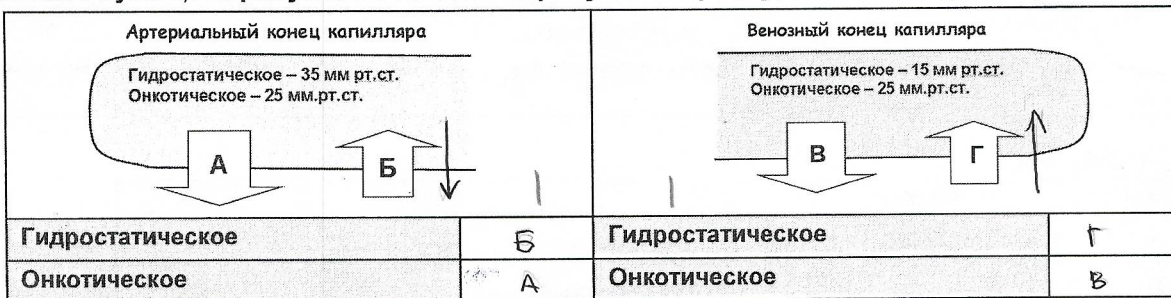 Артериальный конец капилляра
Гидростатическое – 35 мм рт.ст.
Онкотическое – 25 мм.рт.ст.
А
Б
Венозный конец капилляра
Гидростатическое – 15 мм рт.ст.
Онкотическое – 25 мм.рт.ст.
В
Г
Гидростатическое Б
Гидростатическое Г
Онкотическое А
Онкотическое В